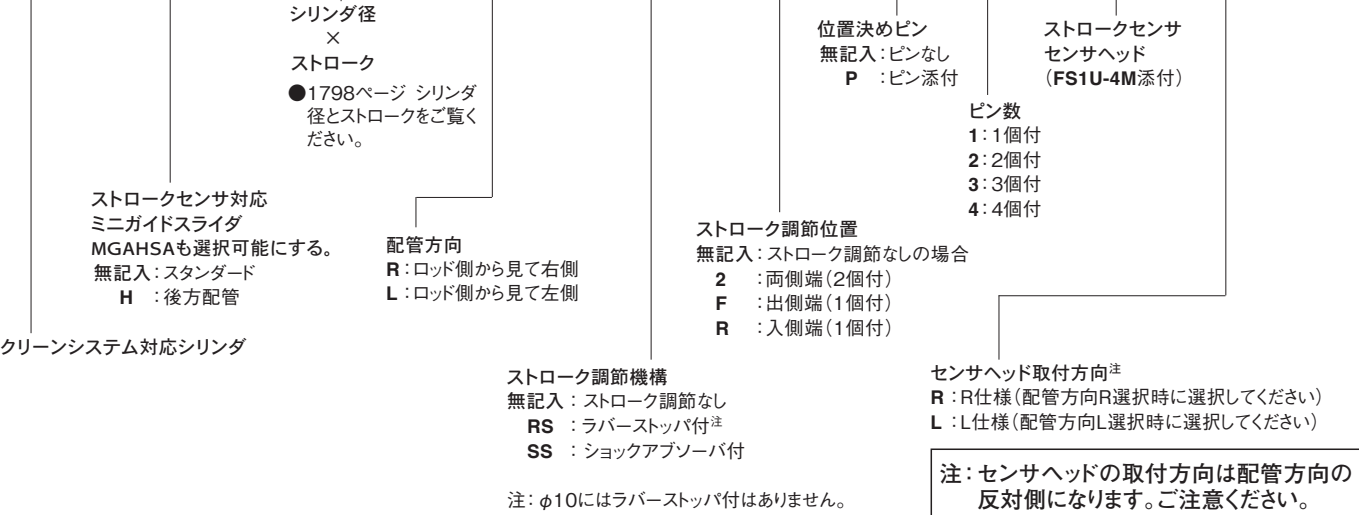 シリンダ径
×
ストローク
●1798ページ シリンダ
径とストロークをご覧く
ださい。
位置決めピン
無記入：ピンなし
P ：ピン添付
ストロークセンサ
センサヘッド
（FS1U-4M添付）
ピン数
1：1個付
2：2個付
3：3個付
4：4個付
ストロークセンサ対応
ミニガイドスライダ
MGAHSAも選択可能にする。
無記入：スタンダード
H ：後方配管
配管方向
R：ロッド側から見て右側
L：ロッド側から見て左側
ストローク調節位置
無記入：ストローク調節なしの場合
2 ：両側端（2個付）
F ：出側端（1個付）
R ：入側端（1個付）
クリーンシステム対応シリンダ
ストローク調節機構
無記入：ストローク調節なし
RS ：ラバーストッパ付注
SS ：ショックアブソーバ付
注：φ10にはラバーストッパ付はありません。
センサヘッド取付方向注
R：R仕様（配管方向R選択時に選択してください）
L：L仕様（配管方向L選択時に選択してください）
注：センサヘッドの取付方向は配管方向の
反対側になります。ご注意ください。